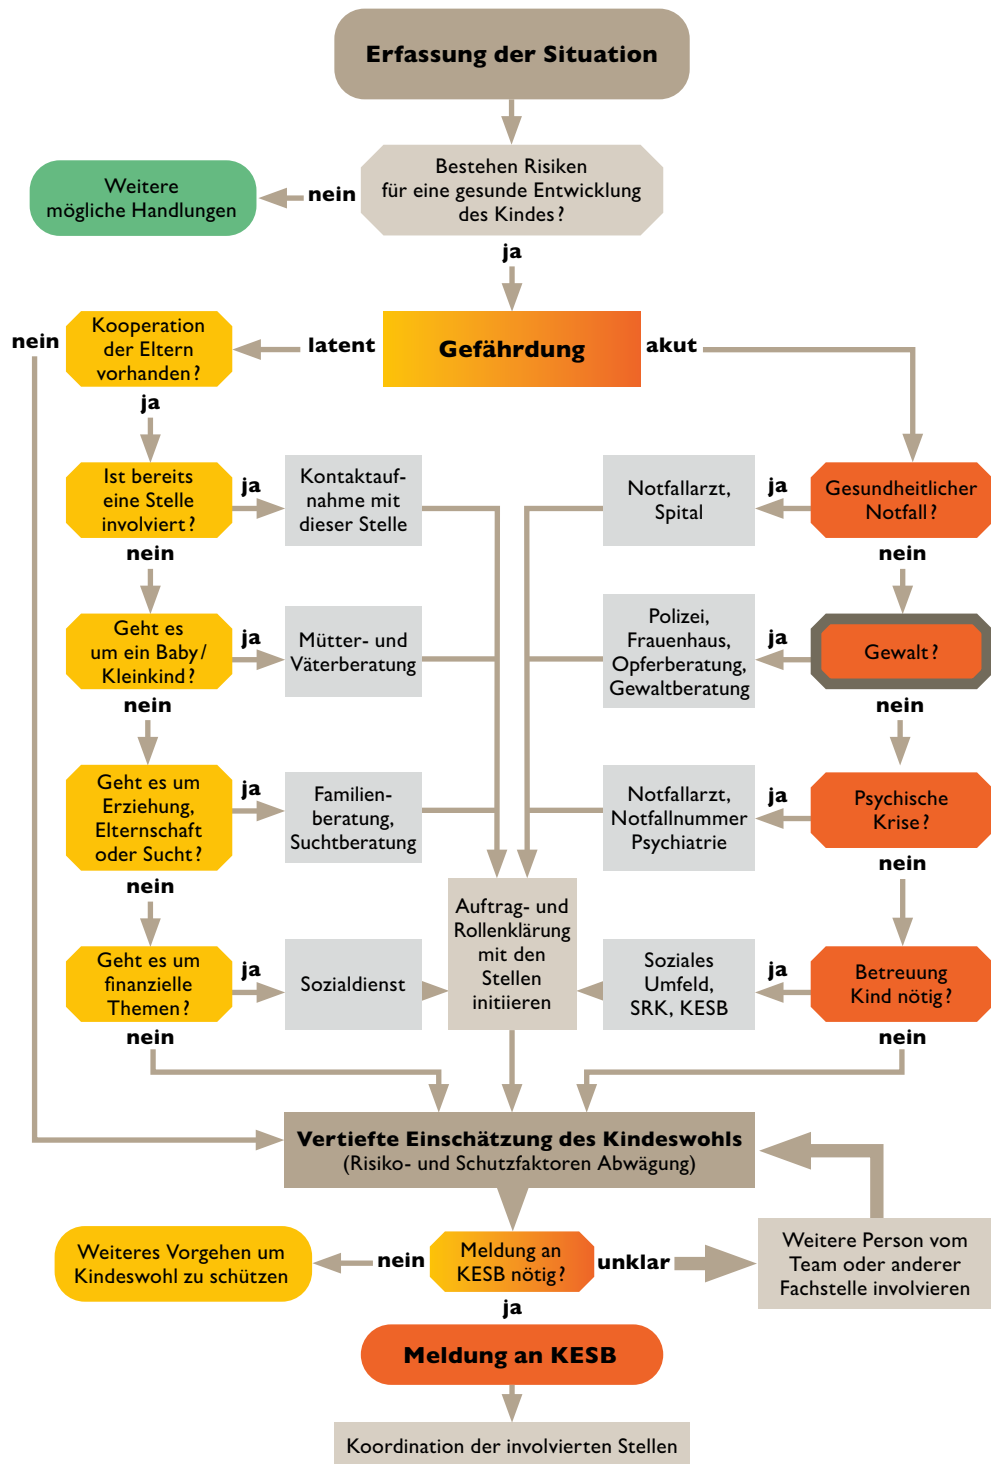 Erfassung der Situation
Bestehen Risiken
für eine gesunde Entwicklung
des Kindes?
nein
Weitere
mögliche Handlungen
ja
Gefährdung
latent
akut
Kooperation
der Eltern
vorhanden?
nein
ja
Ist bereits
eine Stelle
involviert?
ja
Kontaktauf-
nahme mit
dieser Stelle
Notfallarzt,
Spital
ja
Gesundheitlicher
Notfall?
nein
nein
Geht es
um ein Baby/
Kleinkind?
ja
Mütter- und
Väterberatung
Polizei,
Frauenhaus,
Opferberatung,
Gewaltberatung
ja
Gewalt?
nein
nein
Geht es um
Erziehung,
Elternschaft
oder Sucht?
ja
Familien-
beratung,
Suchtberatung
Notfallarzt,
Notfallnummer
Psychiatrie
ja
Psychische
Krise?
nein
nein
Geht es um
finanzielle
Themen?
ja
Sozialdienst
Auftrag- und
Rollenklärung
mit den
Stellen
initiieren
Soziales
Umfeld,
SRK, KESB
ja
Betreuung
Kind nötig?
nein
nein
Vertiefte Einschätzung des Kindeswohls
(Risiko- und Schutzfaktoren Abwägung)
Weiteres Vorgehen um
Kindeswohl zu schützen
nein
Meldung an
KESB nötig?
unklar
Weitere Person vom
Team oder anderer
Fachstelle involvieren
ja
Meldung an KESB
Koordination der involvierten Stellen